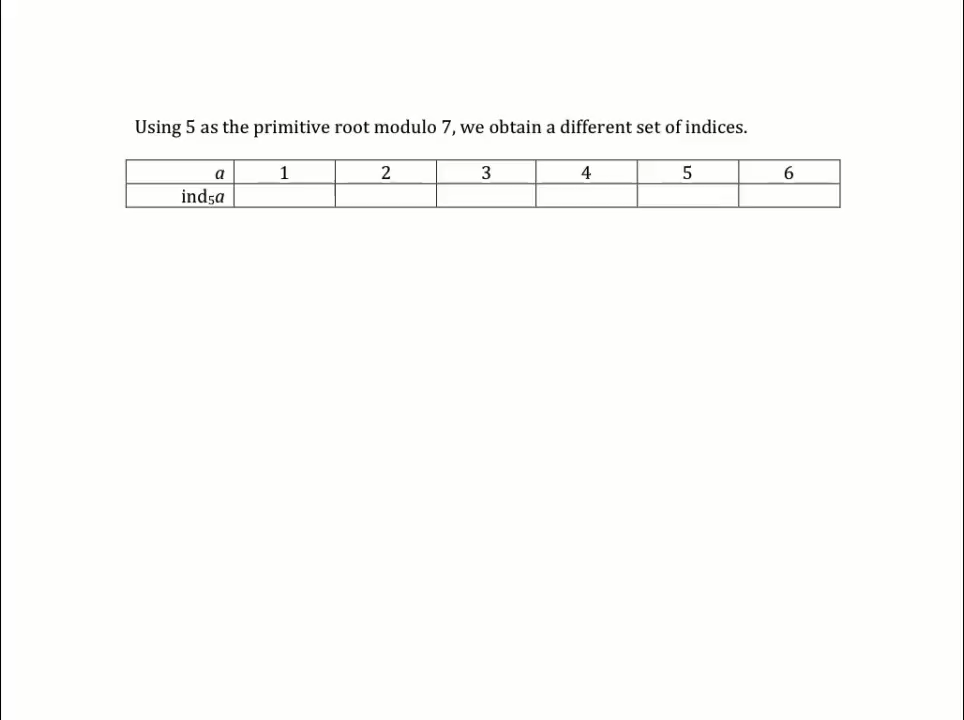 Using 5 as the primitive root modulo 7, we obtain a different set of indices.
a 1 2 3 4 5 6
ind₅a